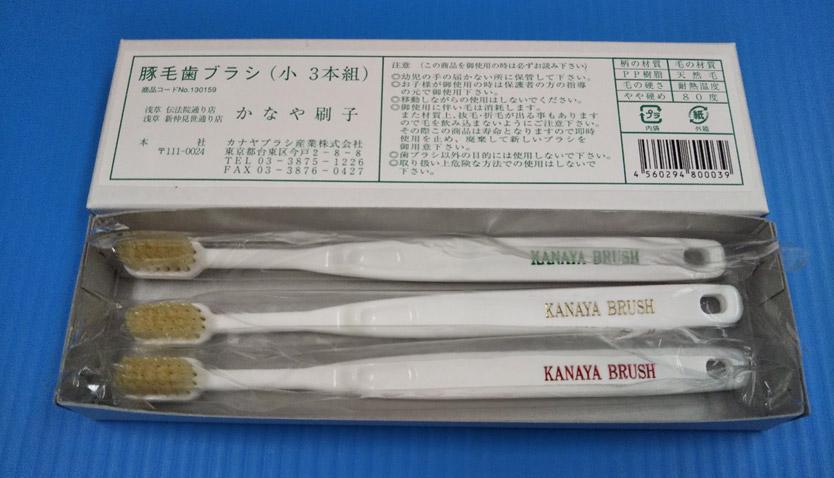 豚毛歯ブラシ(小 3本組)
商品コードNo.130159
浅草 伝法院通り店
浅草 新仲見世通り店
かなや刷子
本 社
〒111-0024
カナヤブラシ産業株式会社
東京都台東区今戸2-8-8
TEL 03-3875-1226
FAX 03-3876-0427
注意 (この商品を御使用の時は必ずお読み下さい)
◎幼児の手の届かない所に保管して下さい。
◎お子様が御使用の時は保護者の方の指導
の元で御使用下さい。
◎移動しながらの使用はしないでください。
◎御使用に伴い毛は消耗します。
また材質上、抜毛・折毛が出る事もあります
ので毛を飲み込まないようにご注意下さい。
その際この商品は寿命となりますので即時
使用を止め、廃棄して新しいブラシを
御用意下さい。
◎歯ブラシ以外の目的には使用しないで下さい。
◎取り扱い上危険な方法での使用はしないで
下さい。
柄の材質 毛の材質
PP樹脂 天然毛
毛の硬さ 耐熱温度
やや硬め 80度
プラ 紙
内袋 外箱
4560294800039
KANAYA BRUSH
KANAYA BRUSH
KANAYA BRUSH